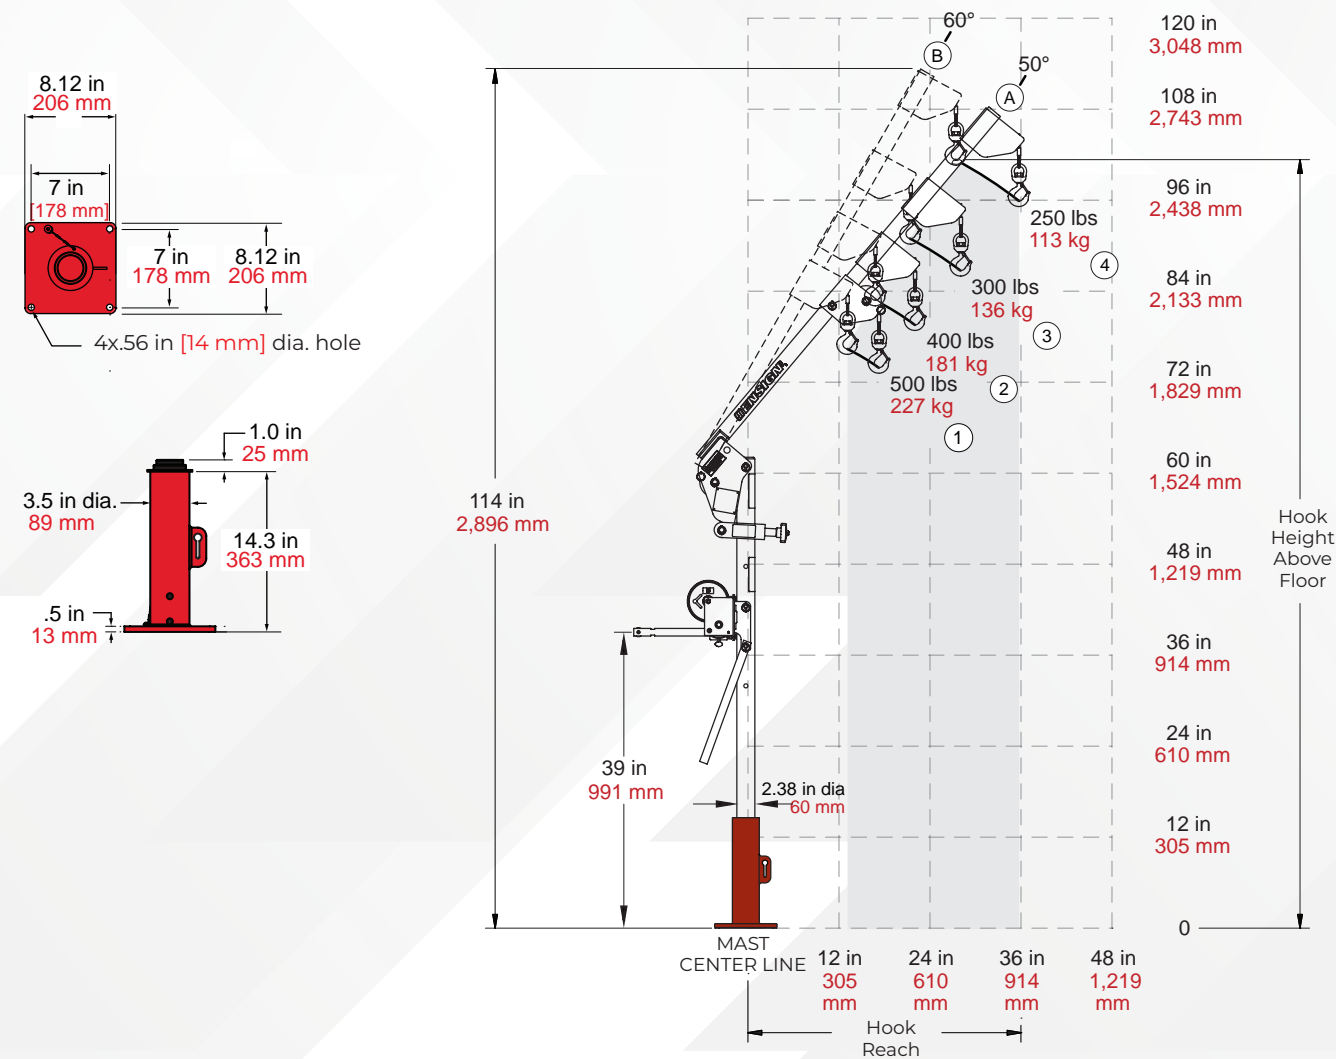 8.12 in
206 mm
7 in
[178 mm]
7 in
178 mm
8.12 in
206 mm
4x.56 in [14 mm] dia. hole
1.0 in
25 mm
3.5 in dia.
89 mm
14.3 in
363 mm
.5 in
13 mm
60°
B
50°
A
114 in
2,896 mm
39 in
991 mm
2.38 in dia
60 mm
250 lbs
113 kg
4
300 lbs
136 kg
3
400 lbs
181 kg
2
500 lbs
227 kg
1
120 in
3,048 mm
108 in
2,743 mm
96 in
2,438 mm
84 in
2,133 mm
72 in
1,829 mm
60 in
1,524 mm
48 in
1,219 mm
36 in
914 mm
24 in
610 mm
12 in
305 mm
0
Hook
Height
Above
Floor
MAST
CENTER LINE
12 in
305
mm
24 in
610
mm
36 in
914
mm
48 in
1,219
mm
Hook
Reach
ENSIGN